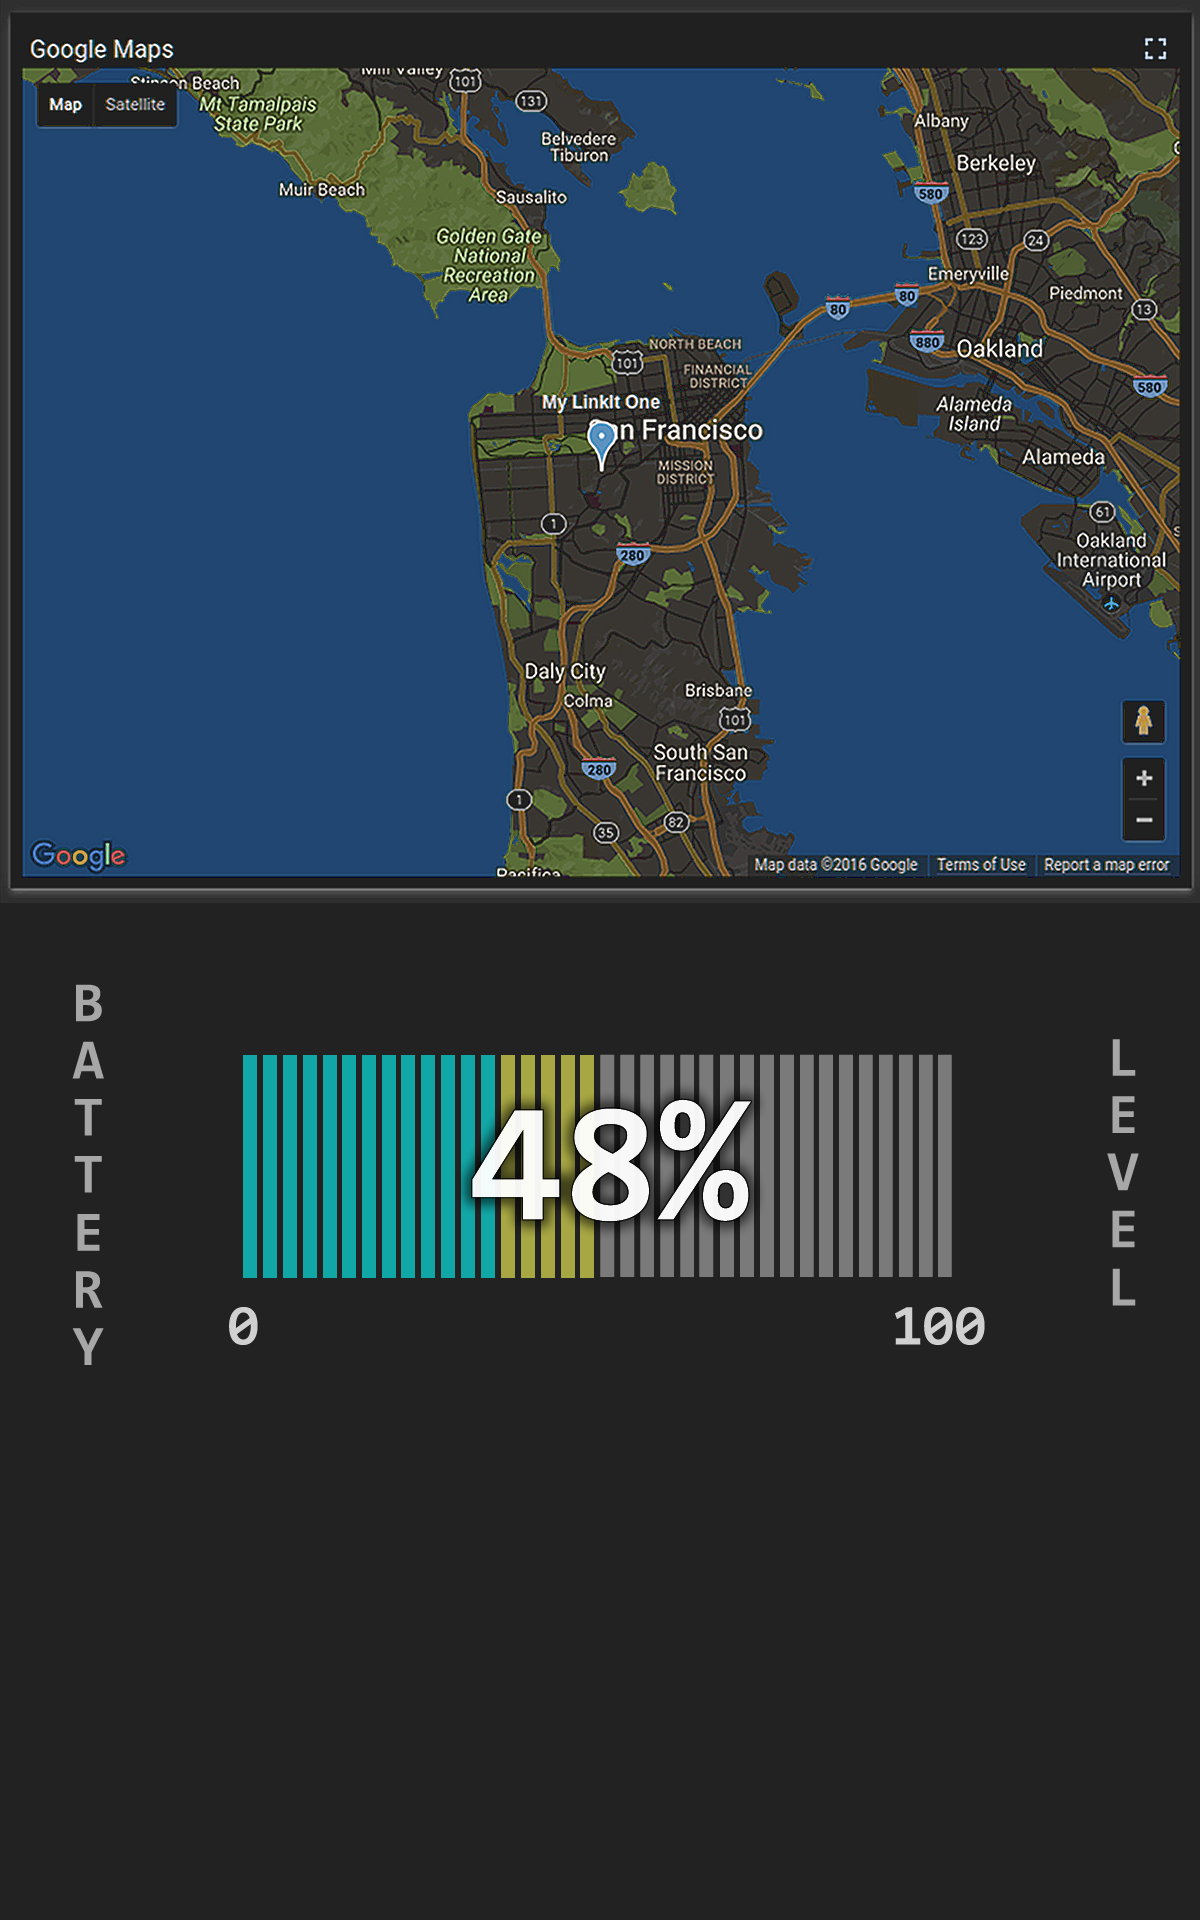 Google Maps
Mill Valley
Stinson Beach
101
Map Satellite
131
Mt Tamalpais
State Park
Albany
Belvedere
Tiburon
Berkeley
Muir Beach
Sausalito
580
Golden Gate
National
Recreation
Area
123
24
Emeryville
Piedmont
80
80
13
880
Oakland
NORTH BEACH
101
FINANCIAL
DISTRICT
580
My LinkIt One
San Francisco
Alameda
Island
Alameda
MISSION
DISTRICT
1
61
280
Oakland
International
Airport
Daly City
Colma
Brisbane
101
South San
Francisco
280
+
−
1
35
82
Google
Pacifica
Map data ©2016 Google Terms of Use Report a map error
BATTERY
LEVEL
48%
0 100